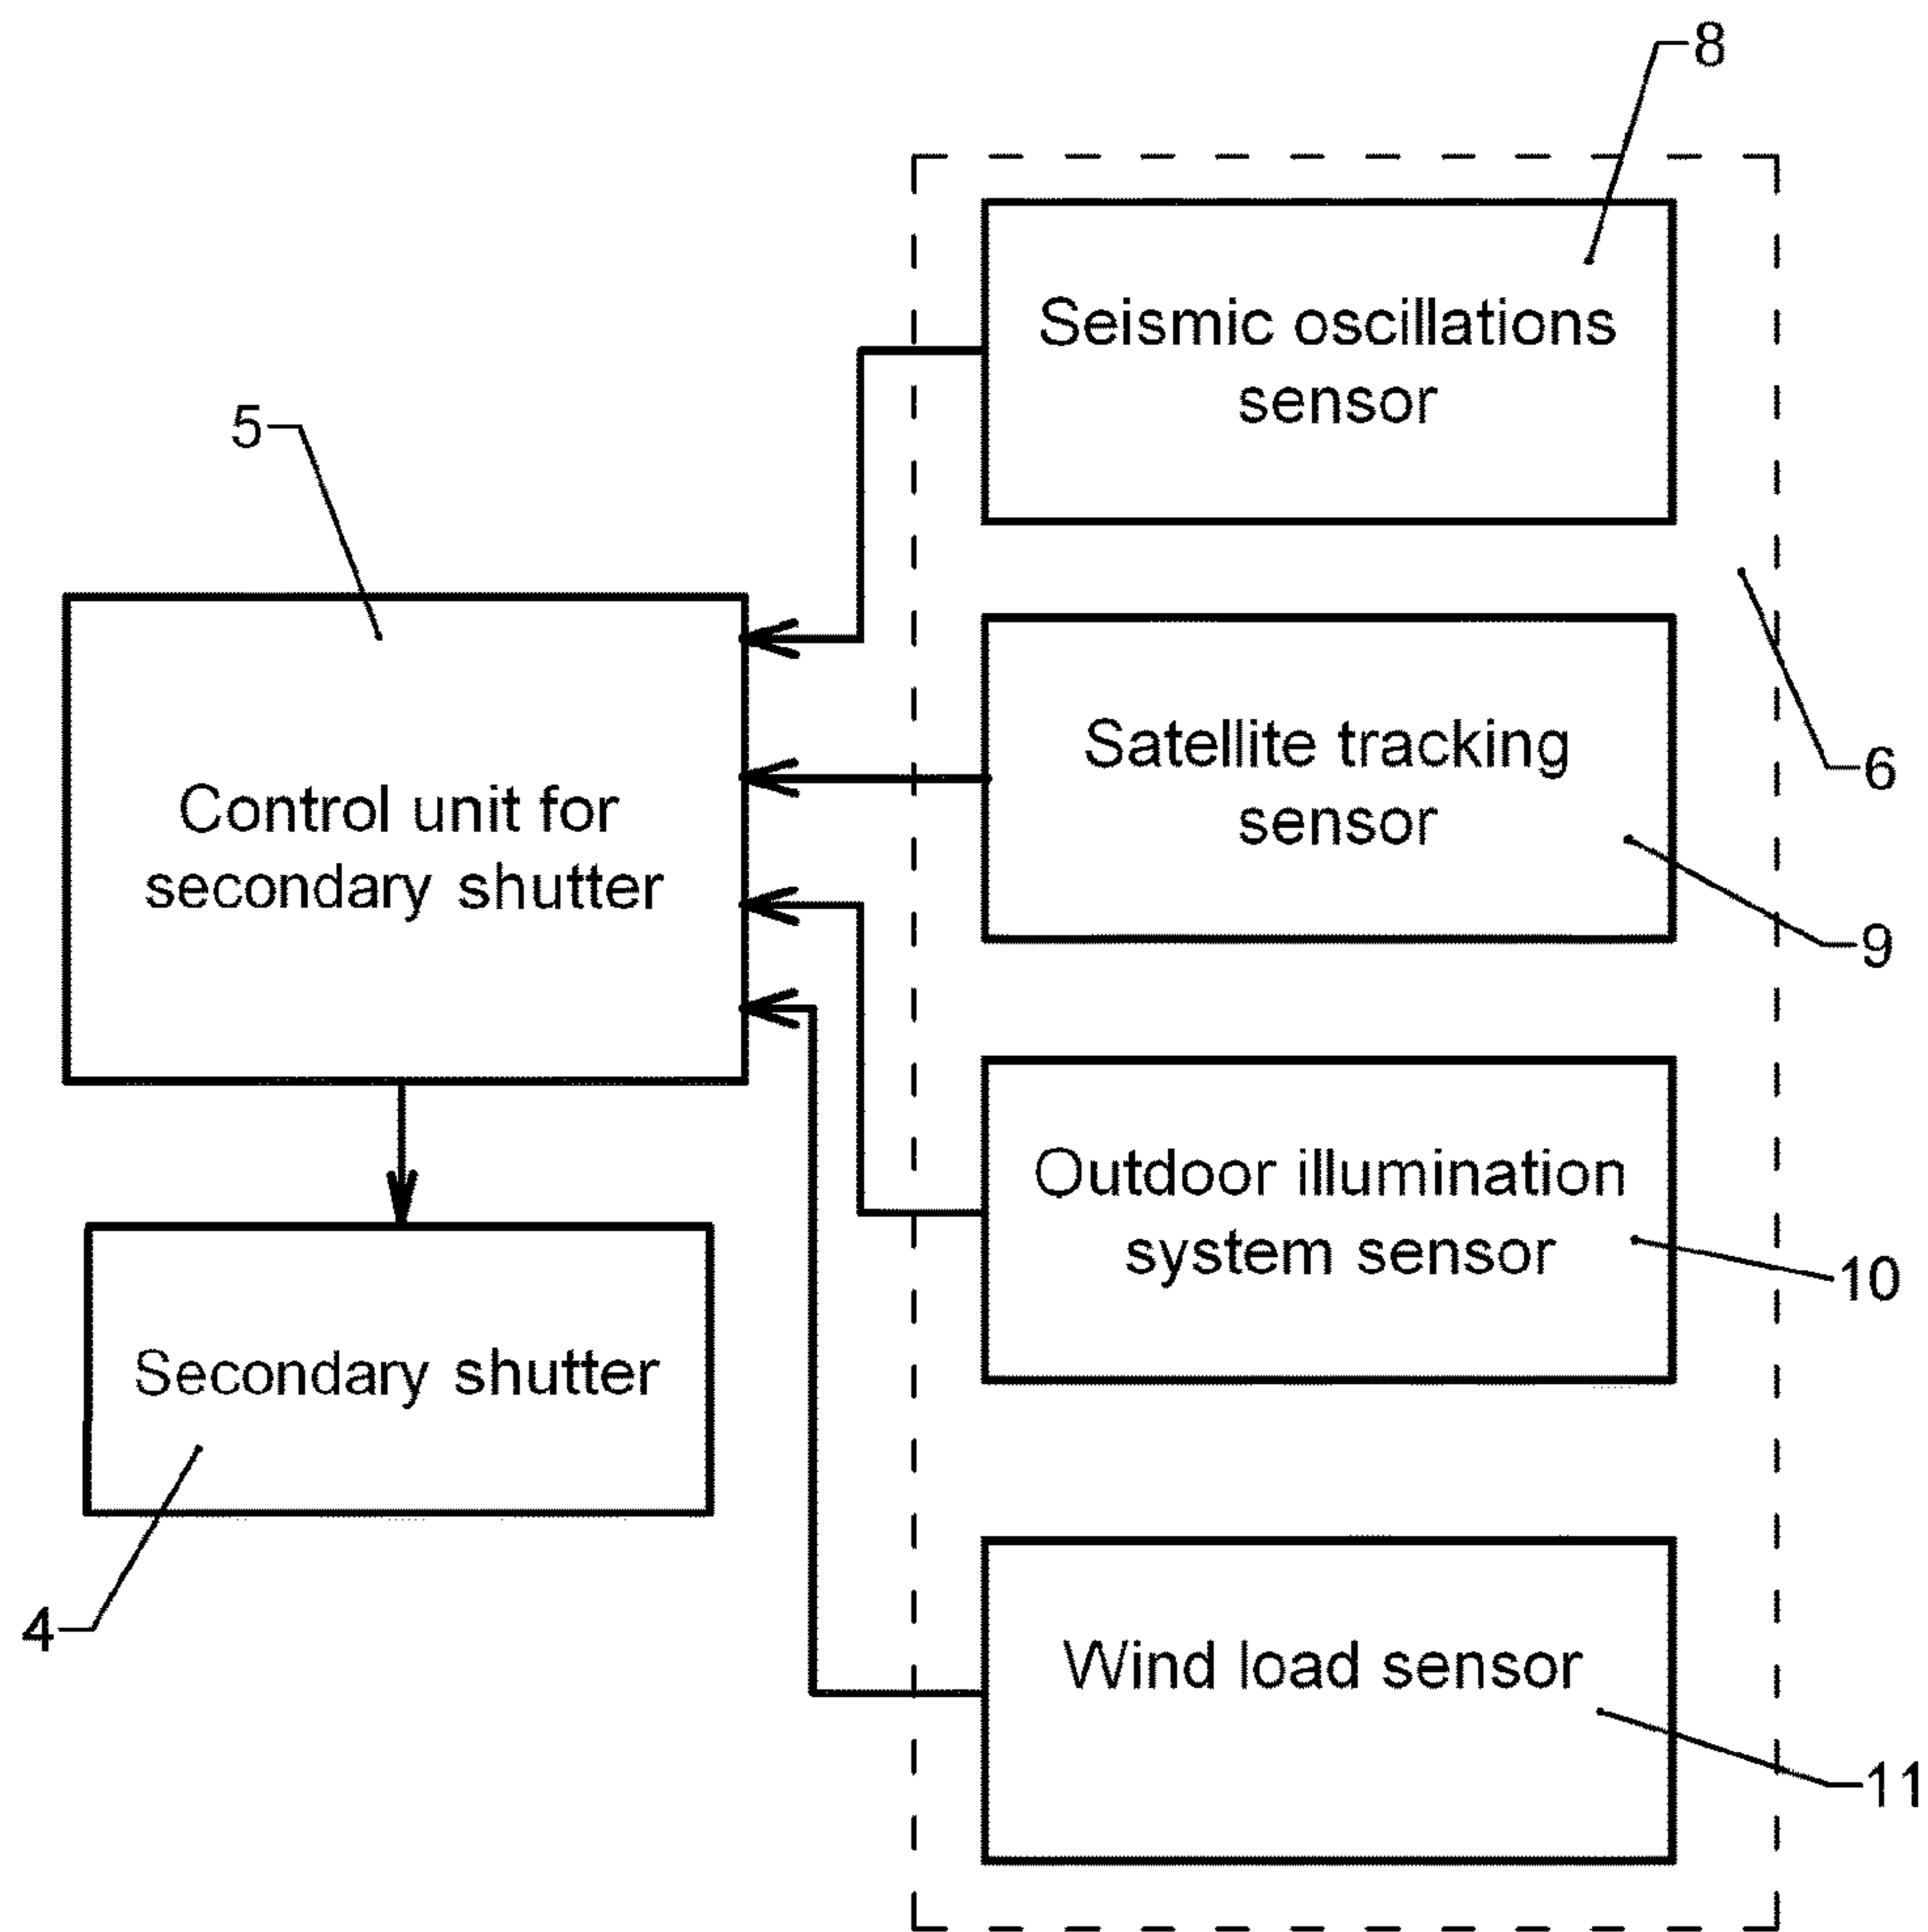 8
Seismic oscillations
sensor
5
6
Satellite tracking
sensor
9
Control unit for
secondary shutter
Outdoor illumination
system sensor
10
Secondary shutter
4
Wind load sensor
11